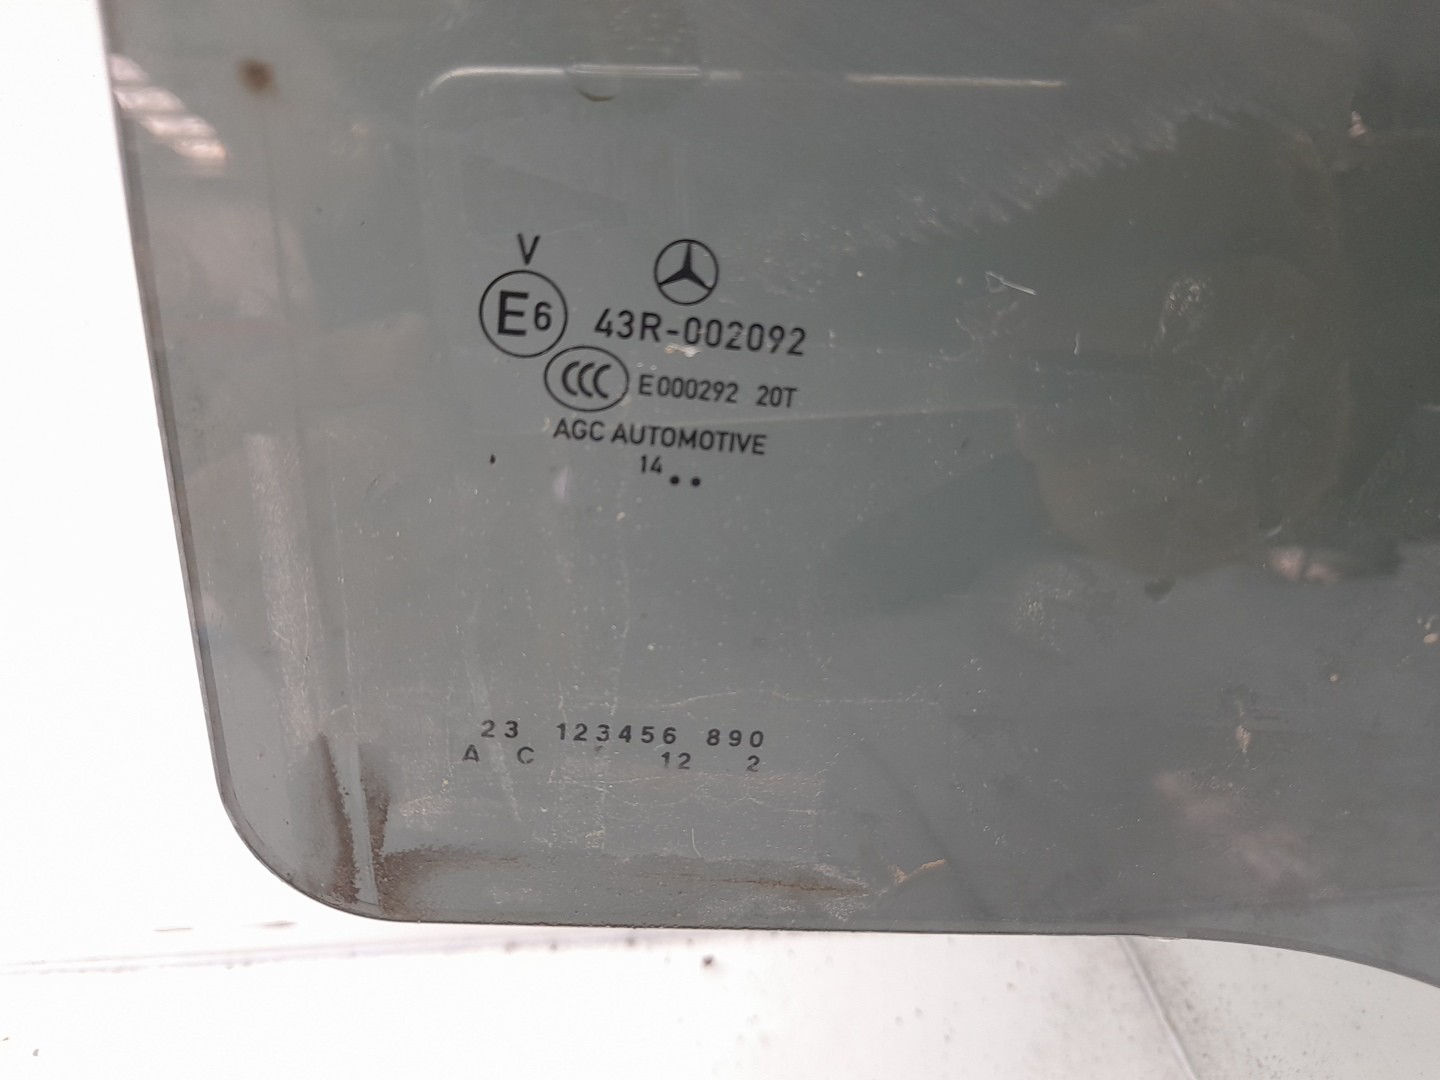 V
E6 43R-002092
CCC E000292 20T
AGC AUTOMOTIVE
14 ••
23 123456 890
A C 12 2